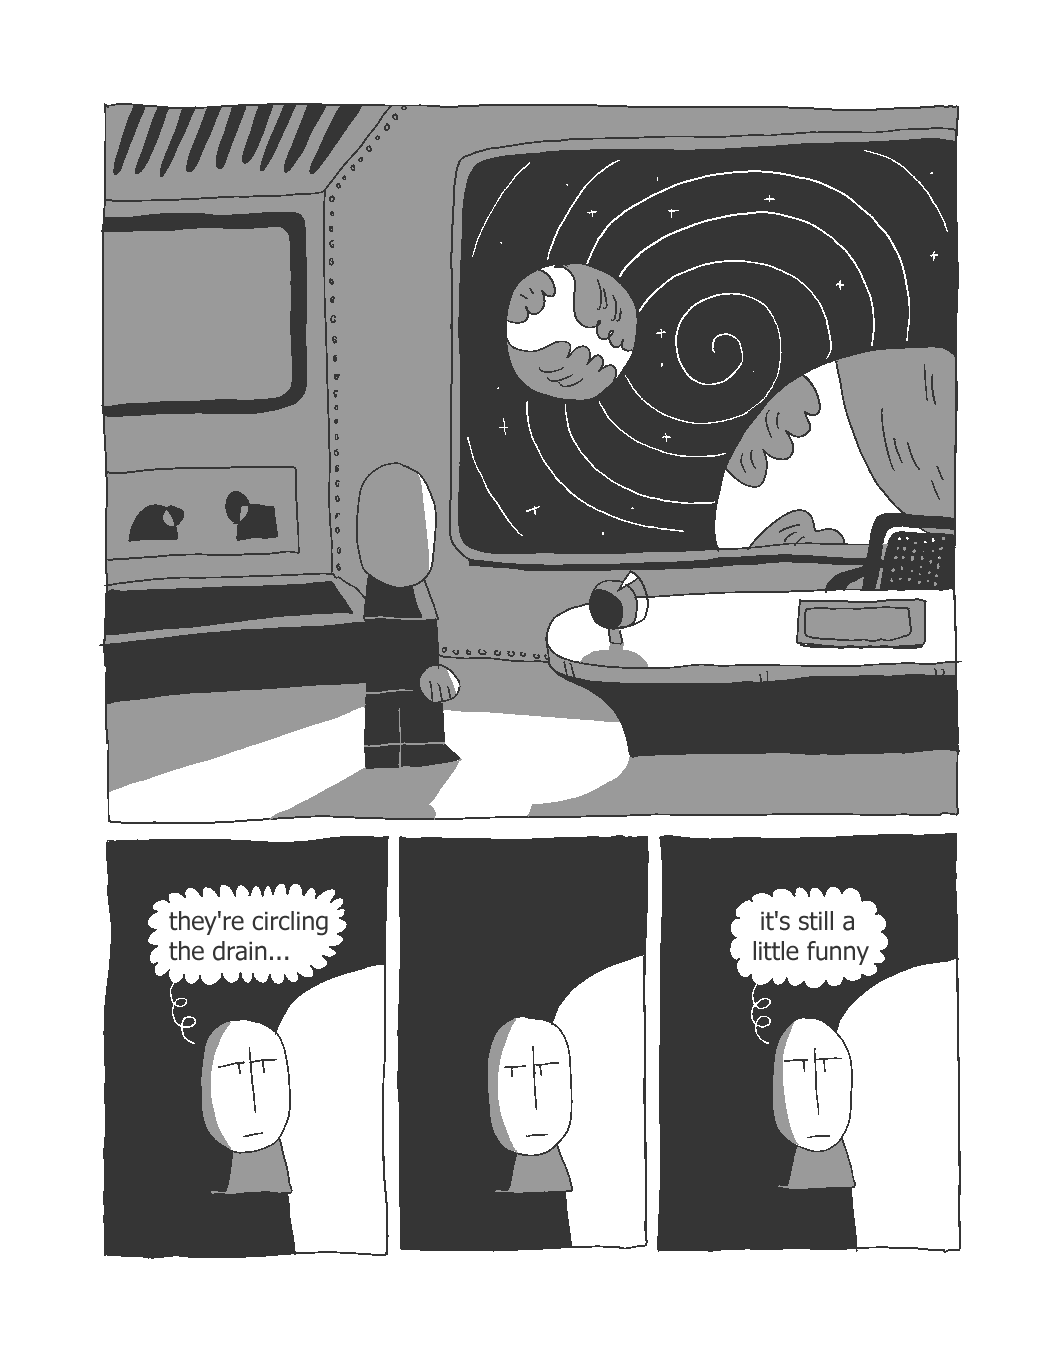 they're circling
the drain...
it's still a
little funny